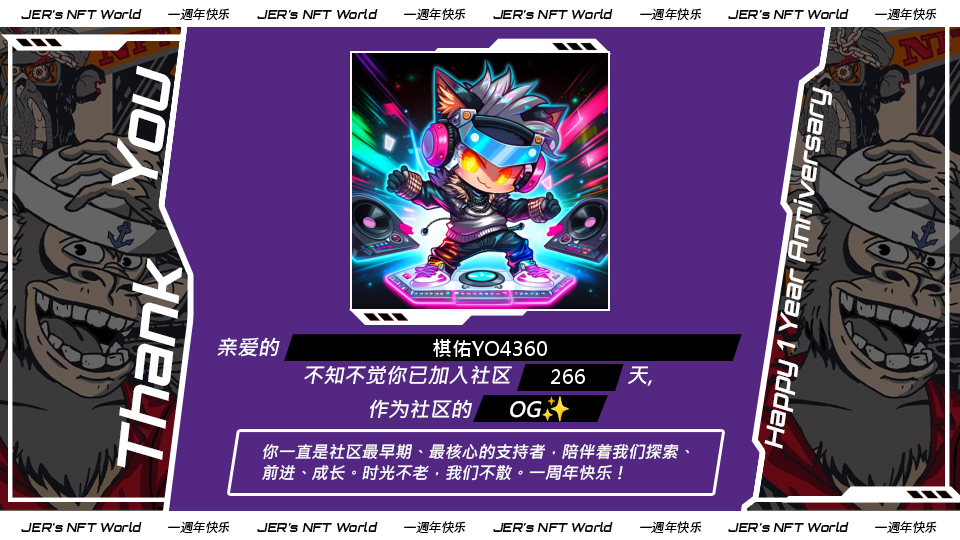 JER's NFT World 一週年快乐 JER's NFT World 一週年快乐 JER's NFT World 一週年快乐 JER's NFT World 一週年快乐
Thank You
亲爱的 棋佑YO4360
不知不觉你已加入社区 266 天,
作为社区的 OG✨
你一直是社区最早期、最核心的支持者，陪伴着我们探索、
前进、成长。时光不老，我们不散。一周年快乐！
Happy 1 Year Anniversary
JER's NFT World 一週年快乐 JER's NFT World 一週年快乐 JER's NFT World 一週年快乐 JER's NFT World 一週年快乐